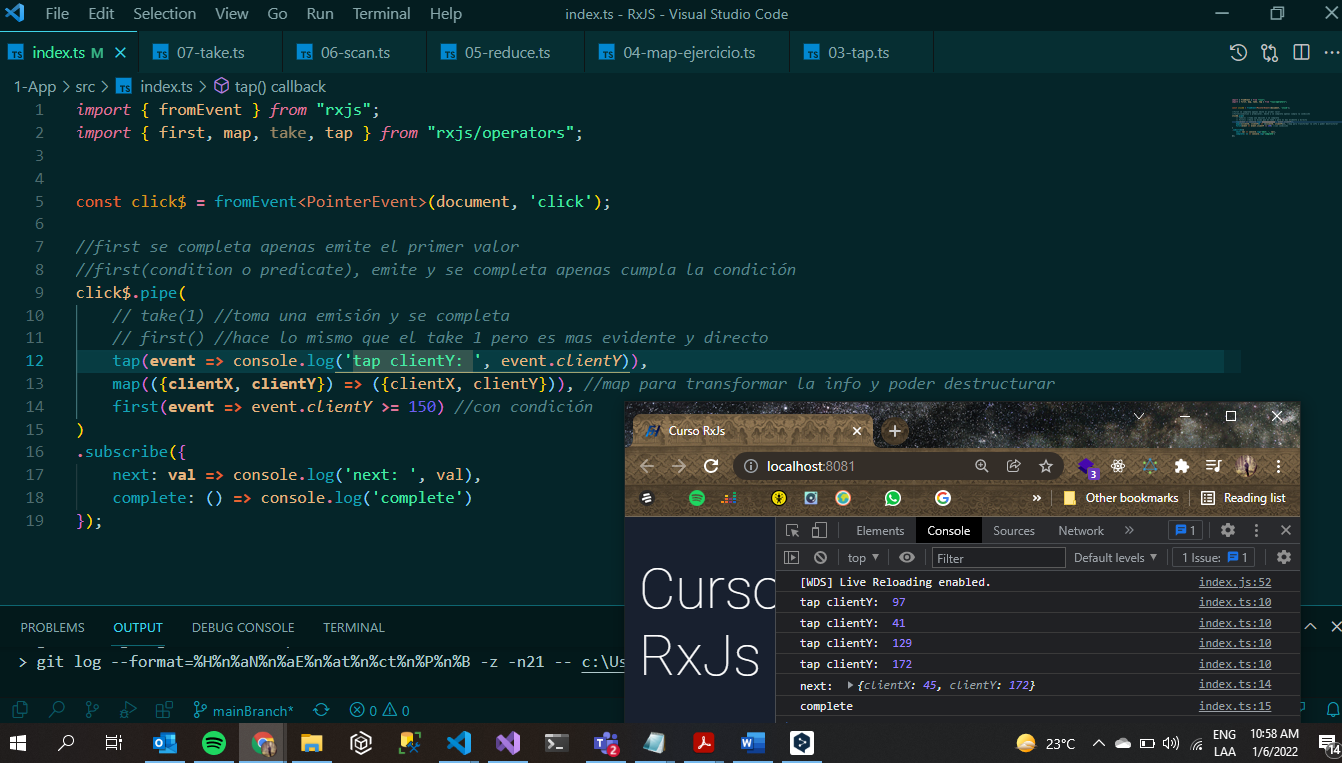 File Edit Selection View Go Run Terminal Help index.ts - RxJS - Visual Studio Code
TS index.ts M TS 07-take.ts TS 06-scan.ts TS 05-reduce.ts TS 04-map-ejercicio.ts TS 03-tap.ts
1-App > src > TS index.ts > tap() callback
1 import { fromEvent } from "rxjs";
2 import { first, map, take, tap } from "rxjs/operators";
3
4
5 const click$ = fromEvent<PointerEvent>(document, 'click');
6
7 //first se completa apenas emite el primer valor
8 //first(condition o predicate), emite y se completa apenas cumpla la condición
9 click$.pipe(
10 // take(1) //toma una emisión y se completa
11 // first() //hace lo mismo que el take 1 pero es mas evidente y directo
12 tap(event => console.log('tap clientY: ', event.clientY)),
13 map(({clientX, clientY}) => ({clientX, clientY})), //map para transformar la info y poder destructurar
14 first(event => event.clientY >= 150) //con condición
15 )
16 .subscribe({
17 next: val => console.log('next: ', val),
18 complete: () => console.log('complete')
19 });
PROBLEMS OUTPUT DEBUG CONSOLE TERMINAL
> git log --format=%H%n%aN%n%aE%n%at%n%ct%n%P%n%B -z -n21 -- c:\Us
mainBranch* 0 0
Curso RxJs
localhost:8081
3
Other bookmarks Reading list
Curso
RxJs
Elements Console Sources Network 1
top Filter Default levels 1 Issue: 1
[WDS] Live Reloading enabled. index.js:52
tap clientY: 97 index.ts:10
tap clientY: 41 index.ts:10
tap clientY: 129 index.ts:10
tap clientY: 172 index.ts:10
next: {clientX: 45, clientY: 172} index.ts:14
complete index.ts:15
2
23°C
ENG
LAA
10:58 AM
1/6/2022
14